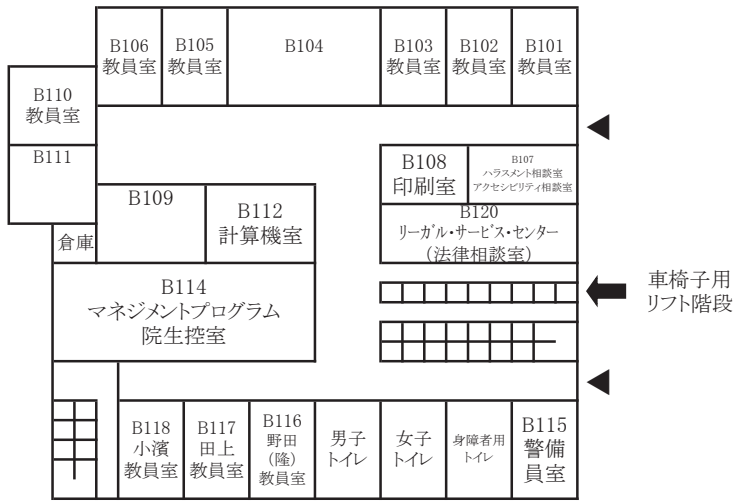 B106
教員室
B105
教員室
B104
B103
教員室
B102
教員室
B101
教員室
B110
教員室
B111
B108
印刷室
B107
ハラスメント相談室
アクセシビリティ相談室
B109
B112
計算機室
B120
リーガル・サービス・センター
(法律相談室)
倉庫
B114
マネジメントプログラム
院生控室
車椅子用
リフト階段
B118
小濱
教員室
B117
田上
教員室
B116
野田
(隆)
教員室
男子
トイレ
女子
トイレ
身障者用
トイレ
B115
警備
員室